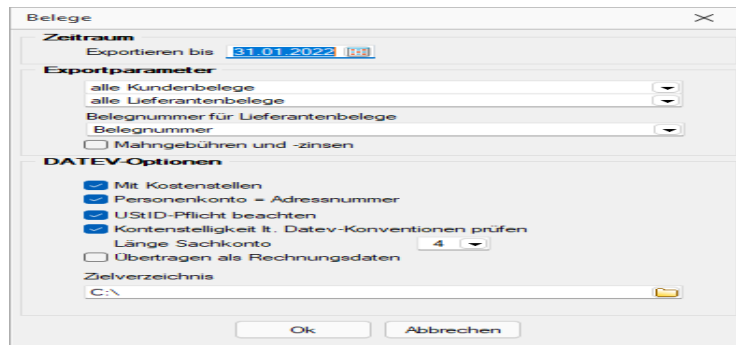 Belege
Zeitraum
Exportieren bis 31.01.2022
Exportparameter
alle Kundenbelege
alle Lieferantenbelege
Belegnummer für Lieferantenbelege
Belegnummer
Mahngebühren und -zinsen
DATEV-Optionen
Mit Kostenstellen
Personenkonto = Adressnummer
UStID-Pflicht beachten
Kontenstelligkeit lt. Datev-Konventionen prüfen
Länge Sachkonto 4
Übertragen als Rechnungsdaten
Zielverzeichnis
C:\
Ok Abbrechen